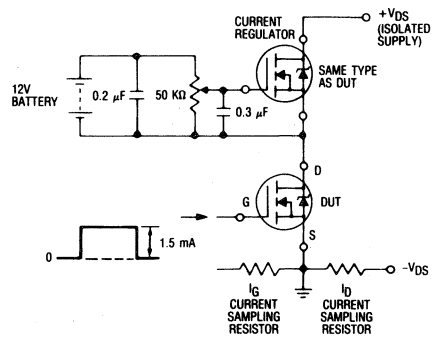 CURRENT
REGULATOR
+VDS
(ISOLATED
SUPPLY)
12V
BATTERY
0.2 µF
50 KΩ
0.3 µF
SAME TYPE
AS DUT
D
G
DUT
S
1.5 mA
0
-VDS
IG
CURRENT
SAMPLING
RESISTOR
ID
CURRENT
SAMPLING
RESISTOR